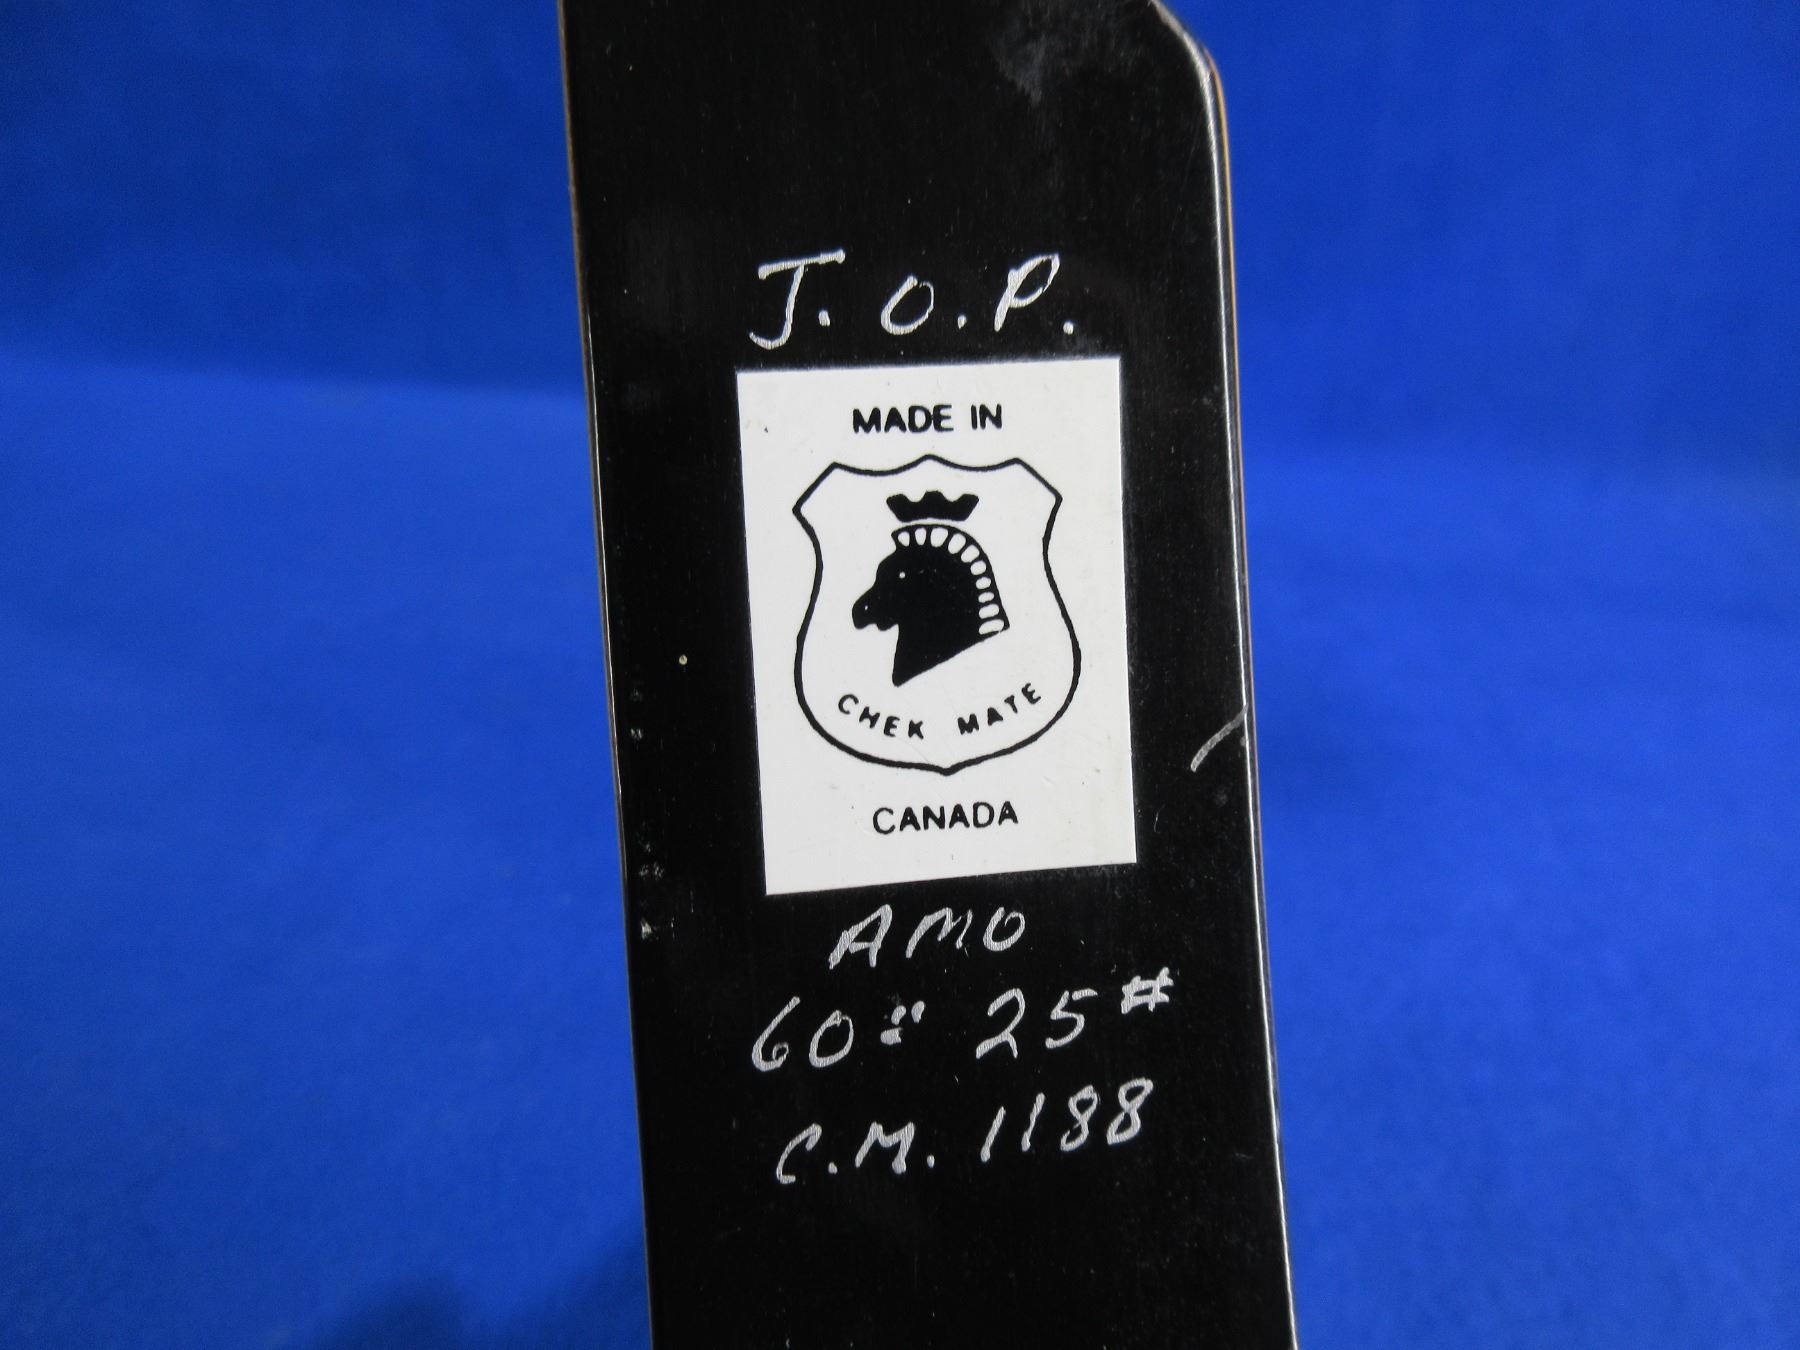 J.O.P.
MADE IN
CHEK MATE
CANADA
AMO
60" 25#
C.M. 1188